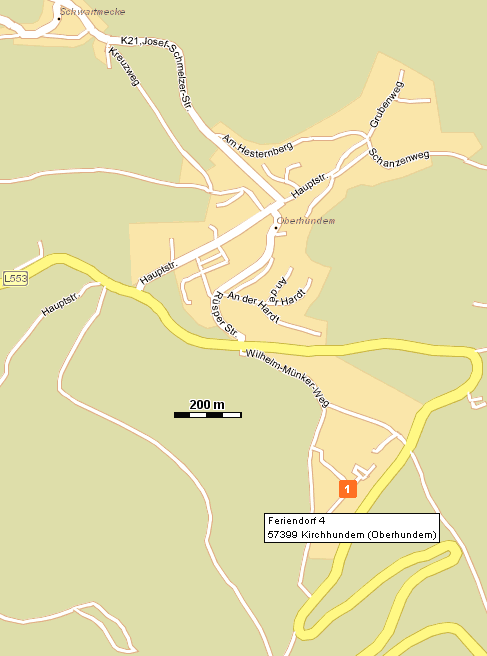 Schwartmecke
K21,Josef-Schmelzer-Str.
Kreuzweg
Grubenweg
Am Hesternberg
Schanzenweg
Hauptstr.
Oberhundem
Hauptstr.
L553
An der Hardt
An der Hardt
Hauptstr.
Rüsper Str.
Wilhelm-Münker-Weg
200 m
1
Feriendorf 4
57399 Kirchhundem (Oberhundem)